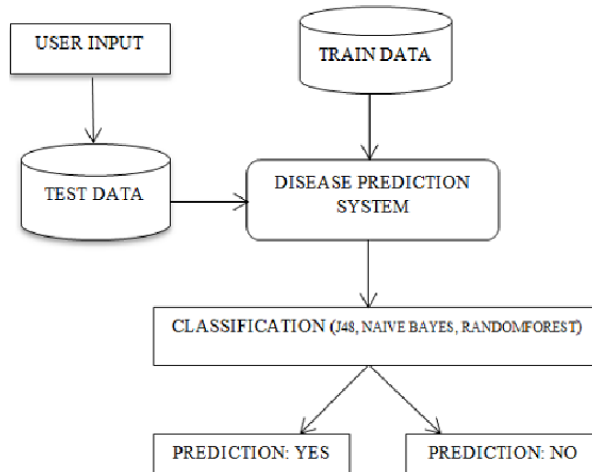 USER INPUT
TRAIN DATA
TEST DATA
DISEASE PREDICTION
SYSTEM
CLASSIFICATION (J48, NAIVE BAYES, RANDOMFOREST)
PREDICTION: YES
PREDICTION: NO